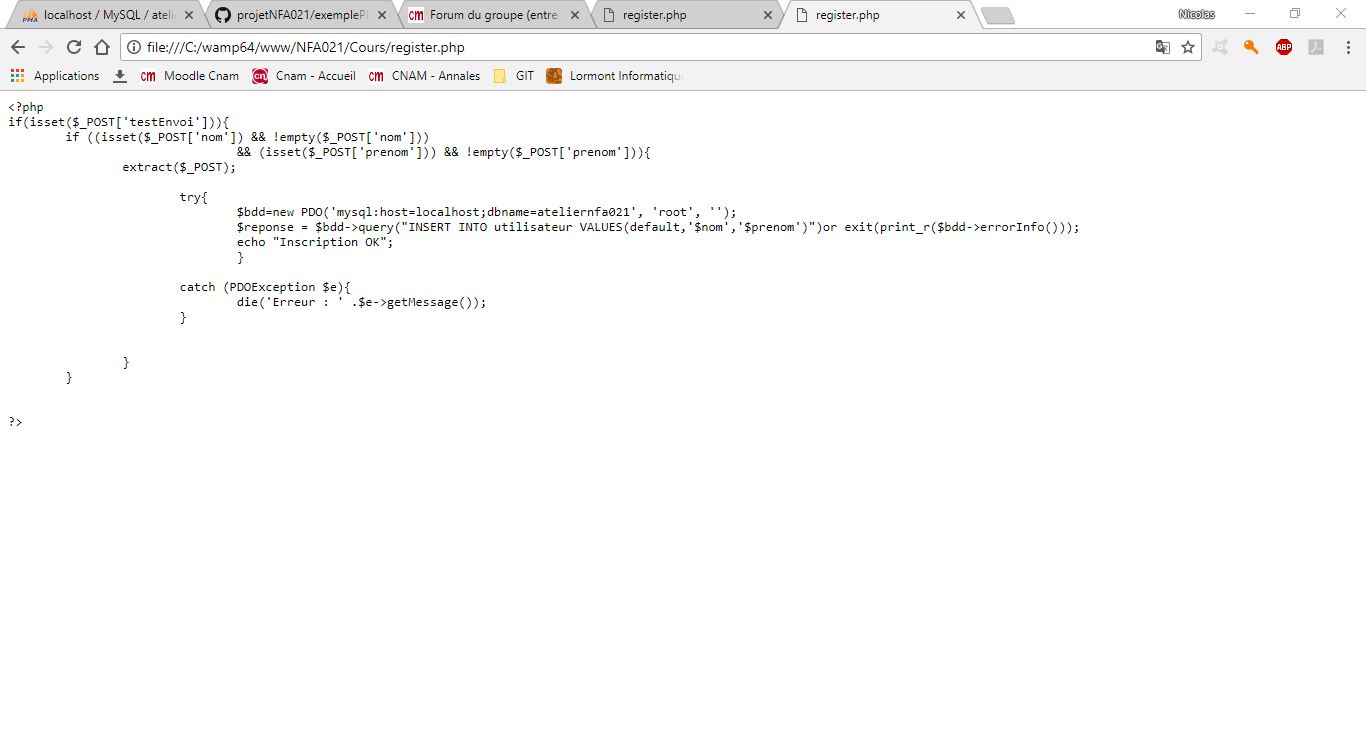 localhost / MySQL / ateli
projetNFA021/exempleP
Forum du groupe (entre
register.php
register.php
Nicolas
file:///C:/wamp64/www/NFA021/Cours/register.php
ABP
Applications
cm Moodle Cnam
cn Cnam - Accueil
cm CNAM - Annales
GIT
Lormont Informatiqu
<?php
if(isset($_POST['testEnvoi'])){
if ((isset($_POST['nom']) && !empty($_POST['nom']))
&& (isset($_POST['prenom'])) && !empty($_POST['prenom'])){
extract($_POST);
try{
$bdd=new PDO('mysql:host=localhost;dbname=ateliernfa021', 'root', '');
$reponse = $bdd->query("INSERT INTO utilisateur VALUES(default,'$nom','$prenom')")or exit(print_r($bdd->errorInfo()));
echo "Inscription OK";
}
catch (PDOException $e){
die('Erreur : ' .$e->getMessage());
}
}
}
?>